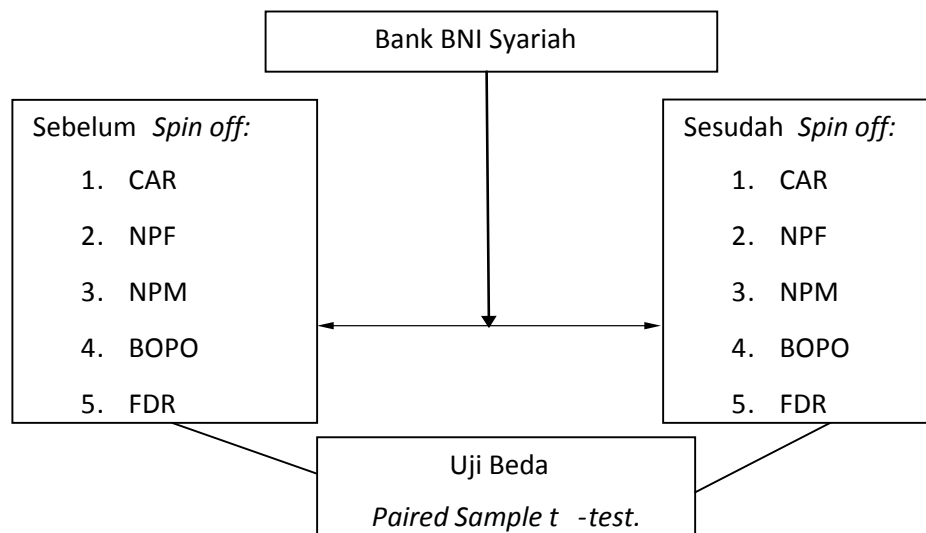 Bank BNI Syariah
Sebelum Spin off:
1. CAR
2. NPF
3. NPM
4. BOPO
5. FDR
Sesudah Spin off:
1. CAR
2. NPF
3. NPM
4. BOPO
5. FDR
Uji Beda
Paired Sample t -test.